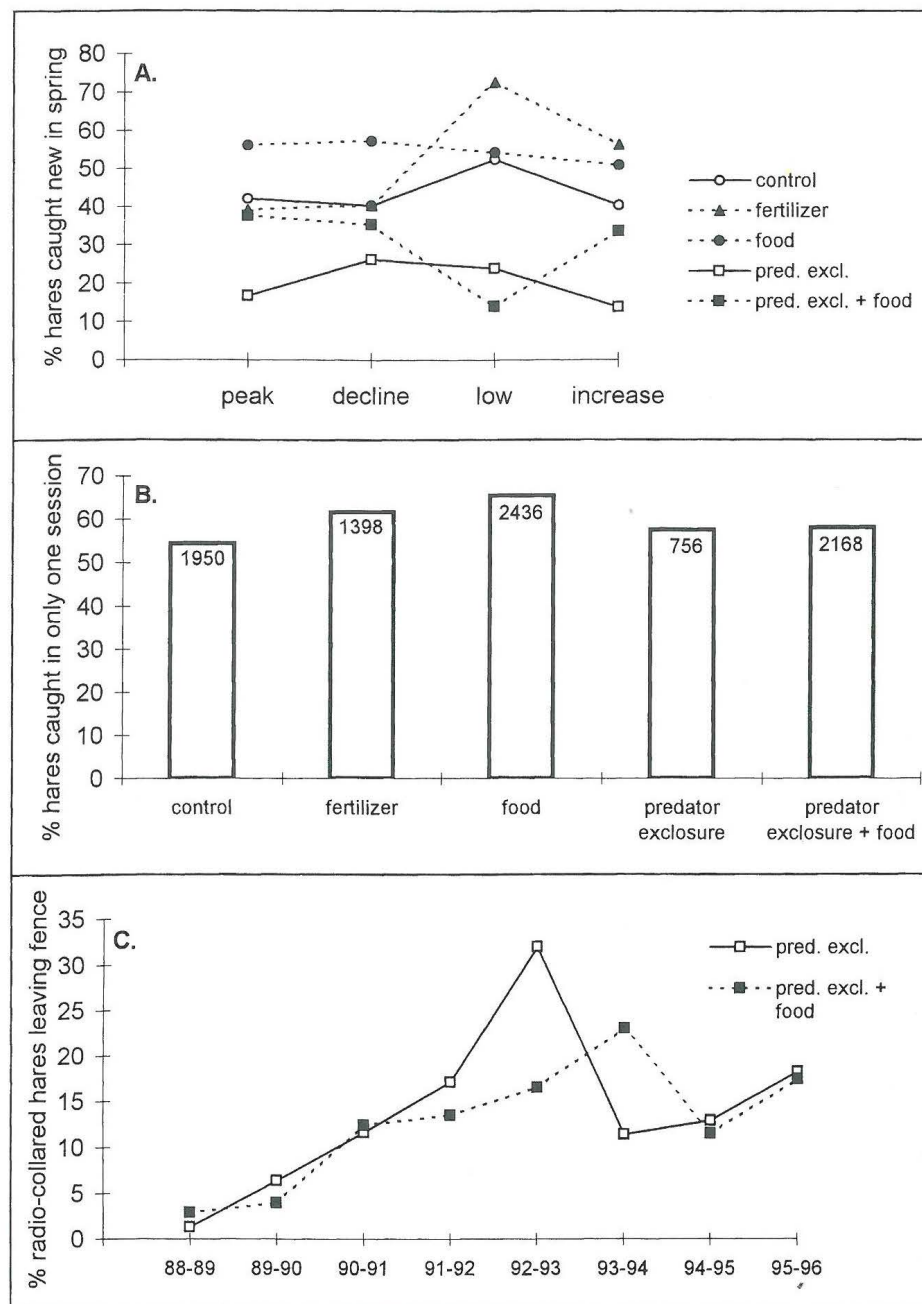 A.
% hares caught new in spring
80
70
60
50
40
30
20
10
0
peak decline low increase
control
fertilizer
food
pred. excl.
pred. excl. + food
B.
% hares caught in only one session
70
60
50
40
30
20
10
0
1950 1398 2436 756 2168
control fertilizer food predator exclosure predator exclosure + food
C.
% radio-collared hares leaving fence
35
30
25
20
15
10
5
0
88-89 89-90 90-91 91-92 92-93 93-94 94-95 95-96
pred. excl.
pred. excl. +
food